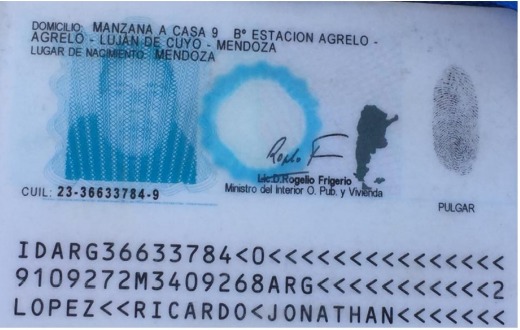 DOMICILIO: MANZANA A CASA 9 Bº ESTACION AGRELO -
AGRELO - LUJÁN DE CUYO - MENDOZA
LUGAR DE NACIMIENTO: MENDOZA
Lic.D.Rogelio Frigerio
Ministro del Interior O. Pub. y Vivienda
CUIL: 23-36633784-9
PULGAR
IDARG36633784<0<<<<<<<<<<<<<<<
9109272M3409268ARG<<<<<<<<<<<2
LOPEZ<<RICARDO<JONATHAN<<<<<<<